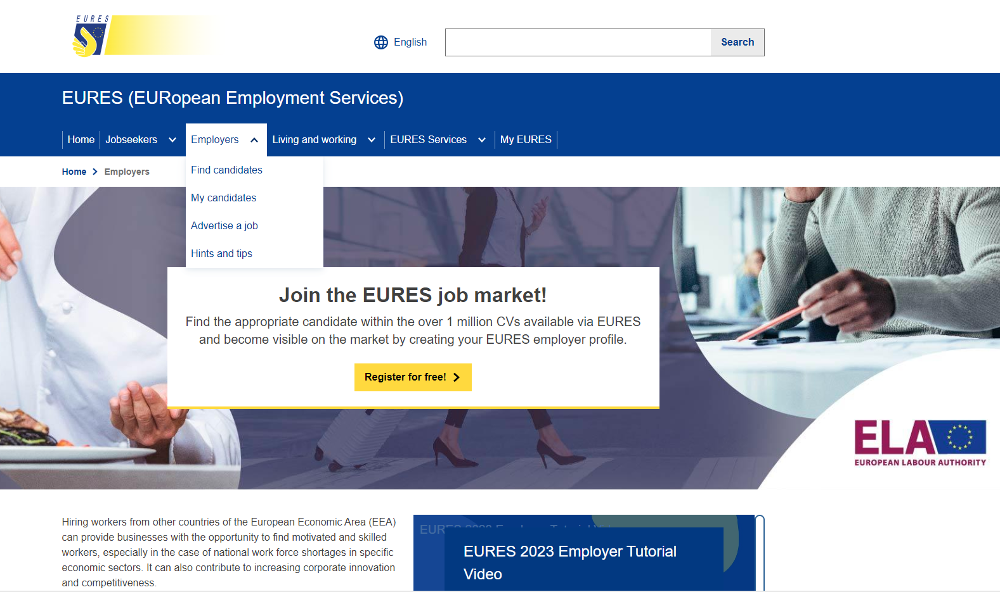 EURES
English
Search
EURES (EURopean Employment Services)
Home
Jobseekers
Employers
Living and working
EURES Services
My EURES
Home
Employers
Find candidates
My candidates
Advertise a job
Hints and tips
Join the EURES job market!
Find the appropriate candidate within the over 1 million CVs available via EURES
and become visible on the market by creating your EURES employer profile.
Register for free!
ELA
EUROPEAN LABOUR AUTHORITY
Hiring workers from other countries of the European Economic Area (EEA)
can provide businesses with the opportunity to find motivated and skilled
workers, especially in the case of national work force shortages in specific
economic sectors. It can also contribute to increasing corporate innovation
and competitiveness.
EURES 2023 Employer Tutorial
Video